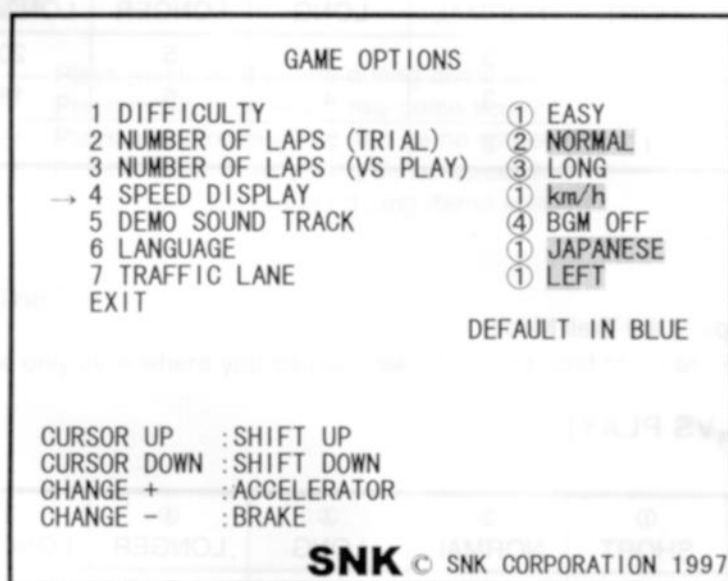 GAME OPTIONS
1 DIFFICULTY ① EASY
2 NUMBER OF LAPS (TRIAL) ② NORMAL
3 NUMBER OF LAPS (VS PLAY) ③ LONG
→ 4 SPEED DISPLAY ① km/h
5 DEMO SOUND TRACK ④ BGM OFF
6 LANGUAGE ① JAPANESE
7 TRAFFIC LANE ① LEFT
EXIT
DEFAULT IN BLUE
CURSOR UP :SHIFT UP
CURSOR DOWN :SHIFT DOWN
CHANGE + :ACCELERATOR
CHANGE - :BRAKE
SNK © SNK CORPORATION 1997